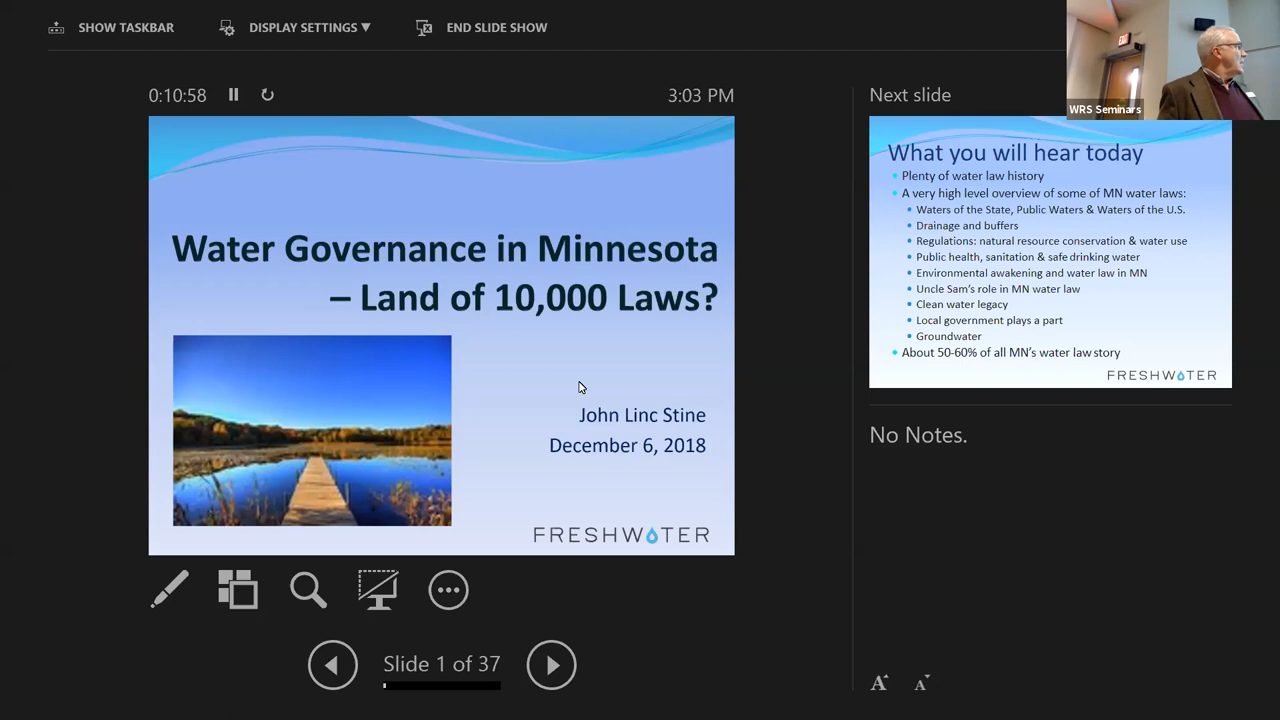 SHOW TASKBAR
DISPLAY SETTINGS ▼
END SLIDE SHOW
0:10:58
3:03 PM
Water Governance in Minnesota
– Land of 10,000 Laws?
John Linc Stine
December 6, 2018
FRESHWATER
Slide 1 of 37
EXIT
WRS Seminars
Next slide
What you will hear today
Plenty of water law history
A very high level overview of some of MN water laws:
Waters of the State, Public Waters & Waters of the U.S.
Drainage and buffers
Regulations: natural resource conservation & water use
Public health, sanitation & safe drinking water
Environmental awakening and water law in MN
Uncle Sam's role in MN water law
Clean water legacy
Local government plays a part
Groundwater
About 50-60% of all MN's water law story
FRESHWATER
No Notes.
A A